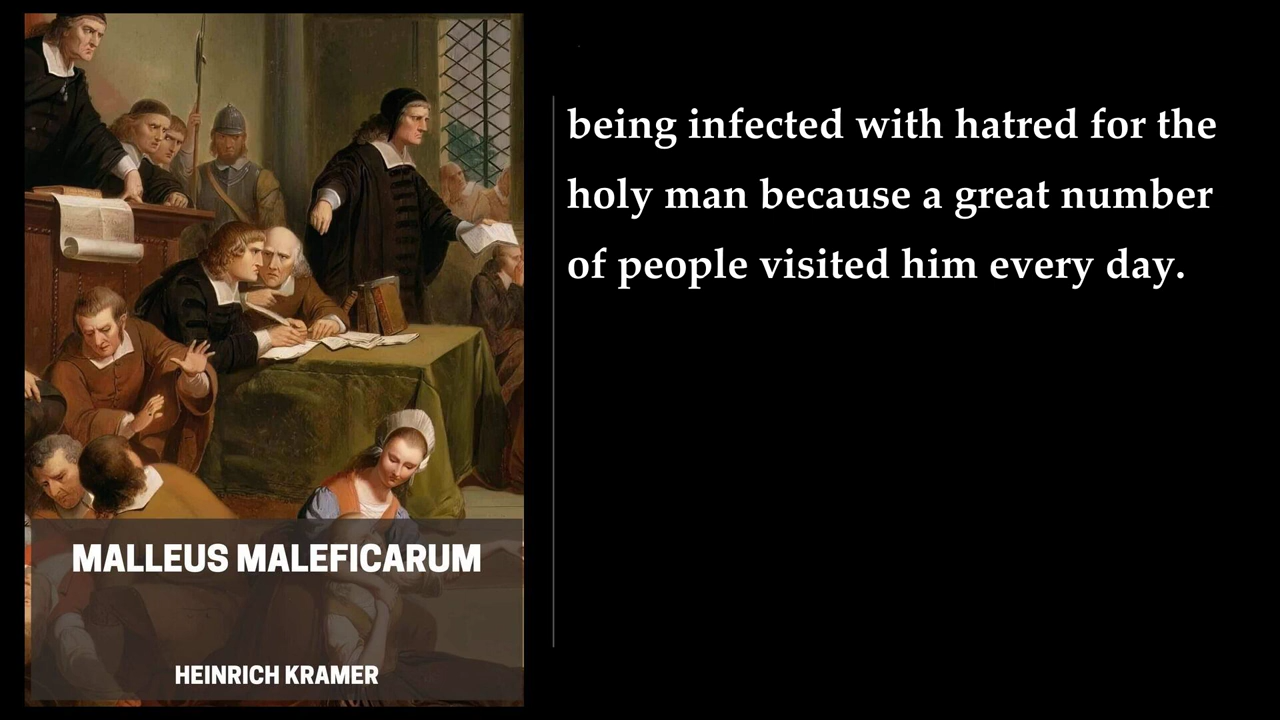 MALLEUS MALEFICARUM
HEINRICH KRAMER
being infected with hatred for the
holy man because a great number
of people visited him every day.